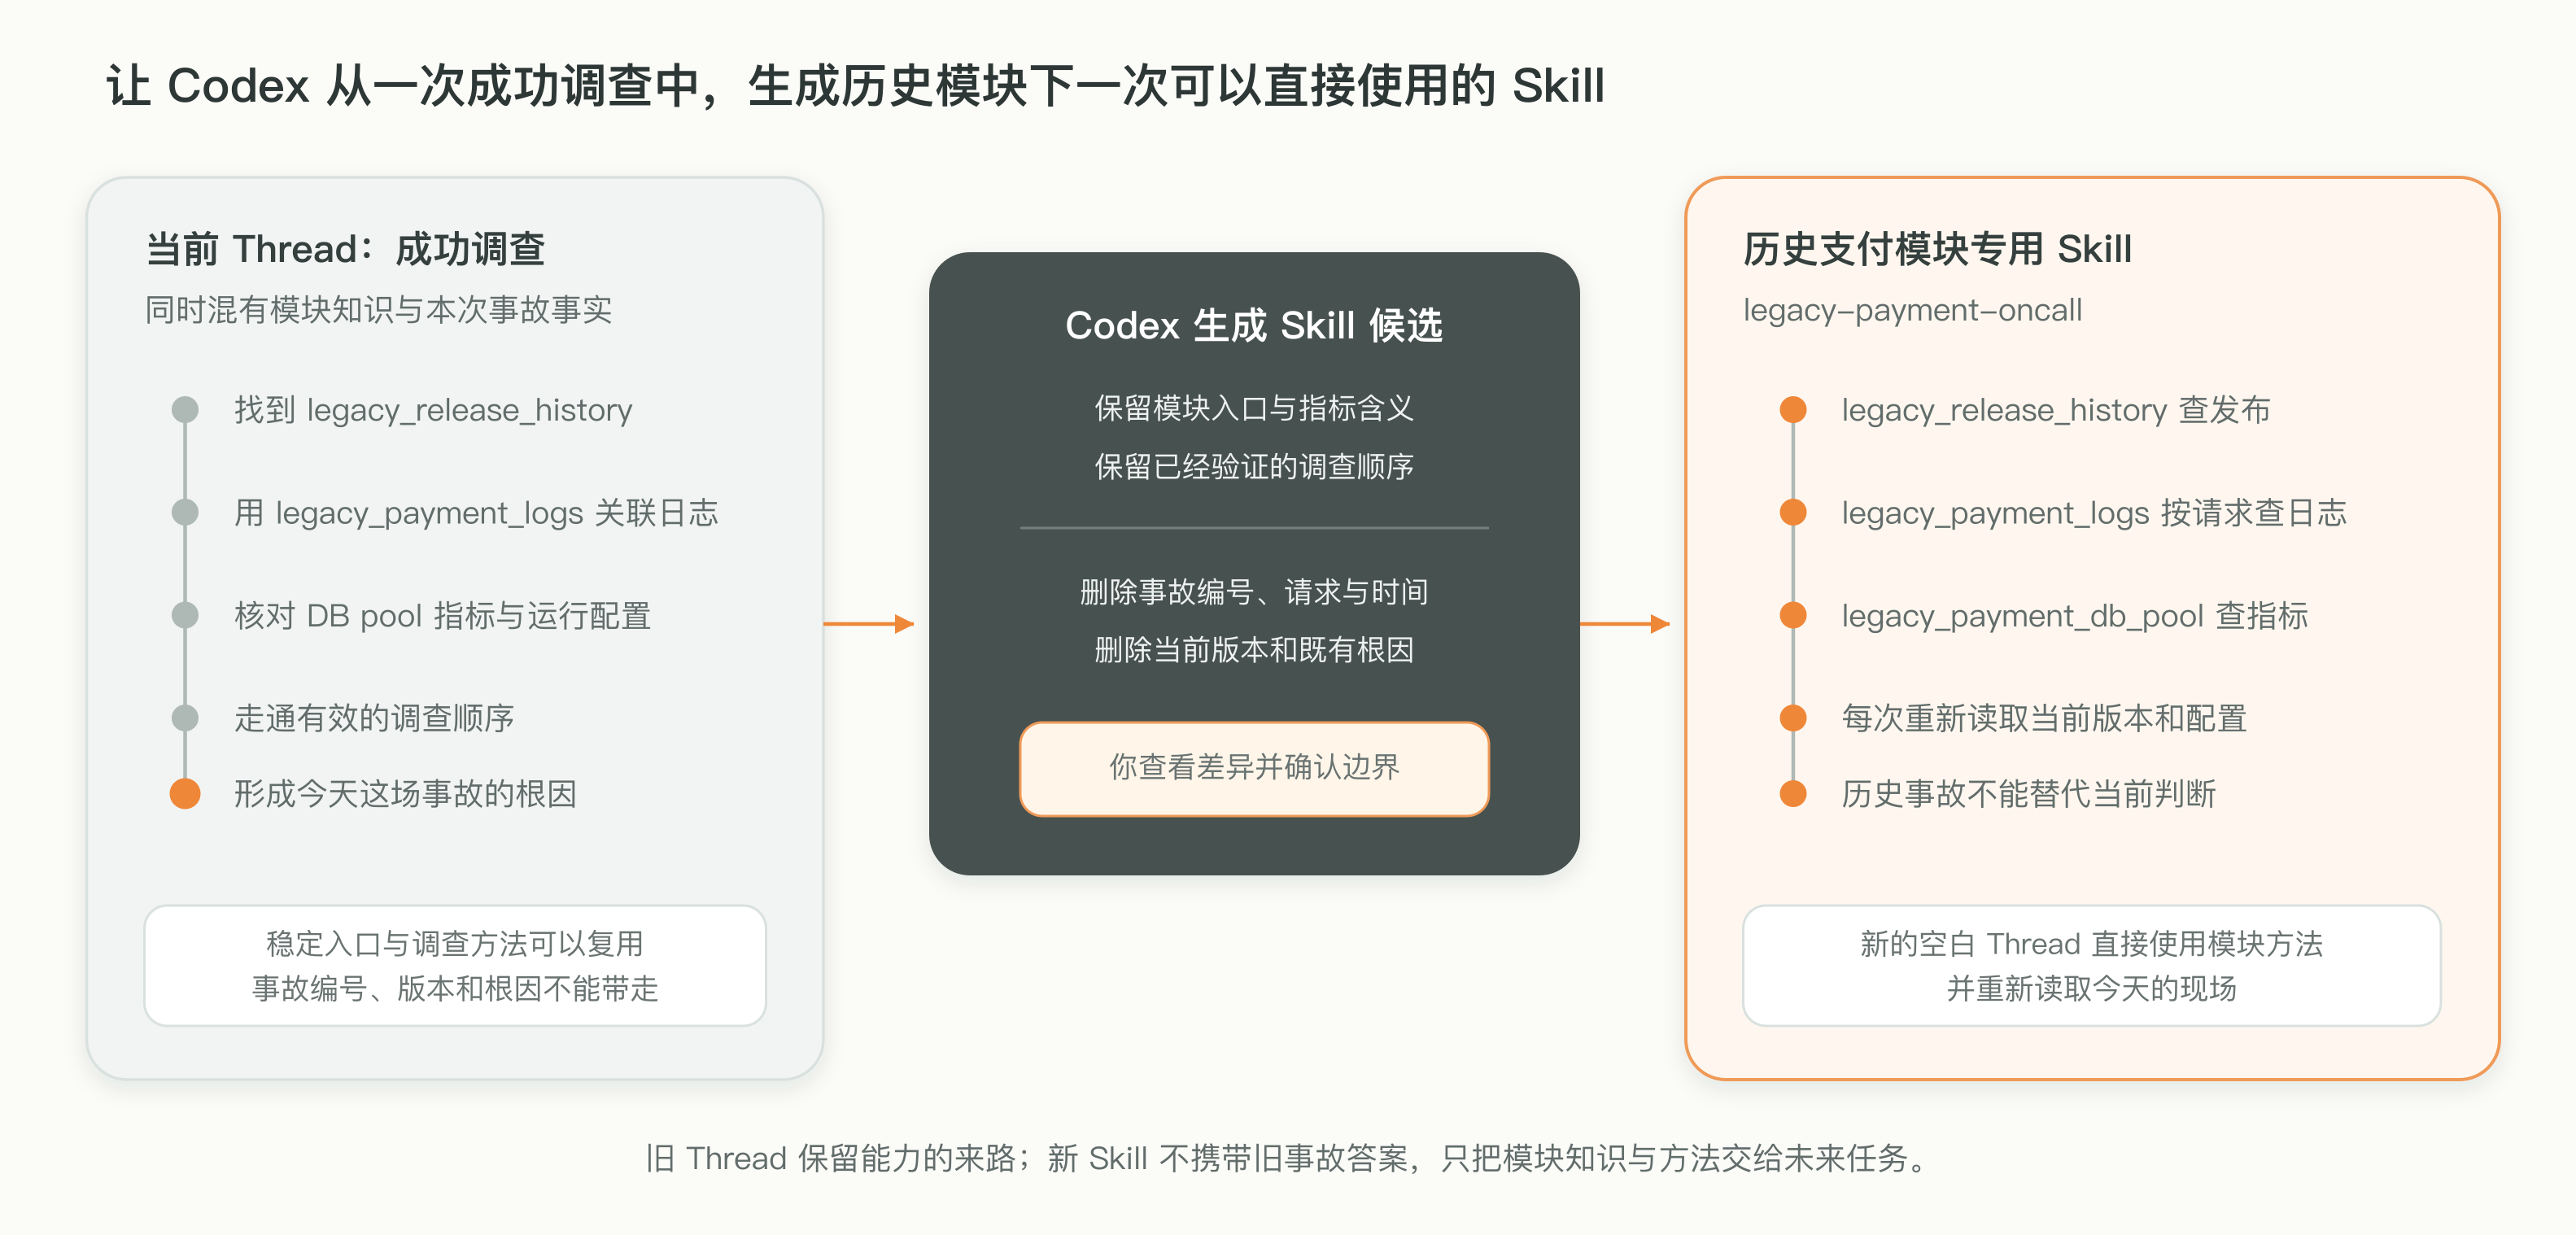 让 Codex 从一次成功调查中，生成历史模块下一次可以直接使用的 Skill
当前 Thread：成功调查
同时混有模块知识与本次事故事实
找到 legacy_release_history
用 legacy_payment_logs 关联日志
核对 DB pool 指标与运行配置
走通有效的调查顺序
形成今天这场事故的根因
稳定入口与调查方法可以复用
事故编号、版本和根因不能带走
Codex 生成 Skill 候选
保留模块入口与指标含义
保留已经验证的调查顺序
删除事故编号、请求与时间
删除当前版本和既有根因
你查看差异并确认边界
历史支付模块专用 Skill
legacy-payment-oncall
legacy_release_history 查发布
legacy_payment_logs 按请求查日志
legacy_payment_db_pool 查指标
每次重新读取当前版本和配置
历史事故不能替代当前判断
新的空白 Thread 直接使用模块方法
并重新读取今天的现场
旧 Thread 保留能力的来路；新 Skill 不携带旧事故答案，只把模块知识与方法交给未来任务。